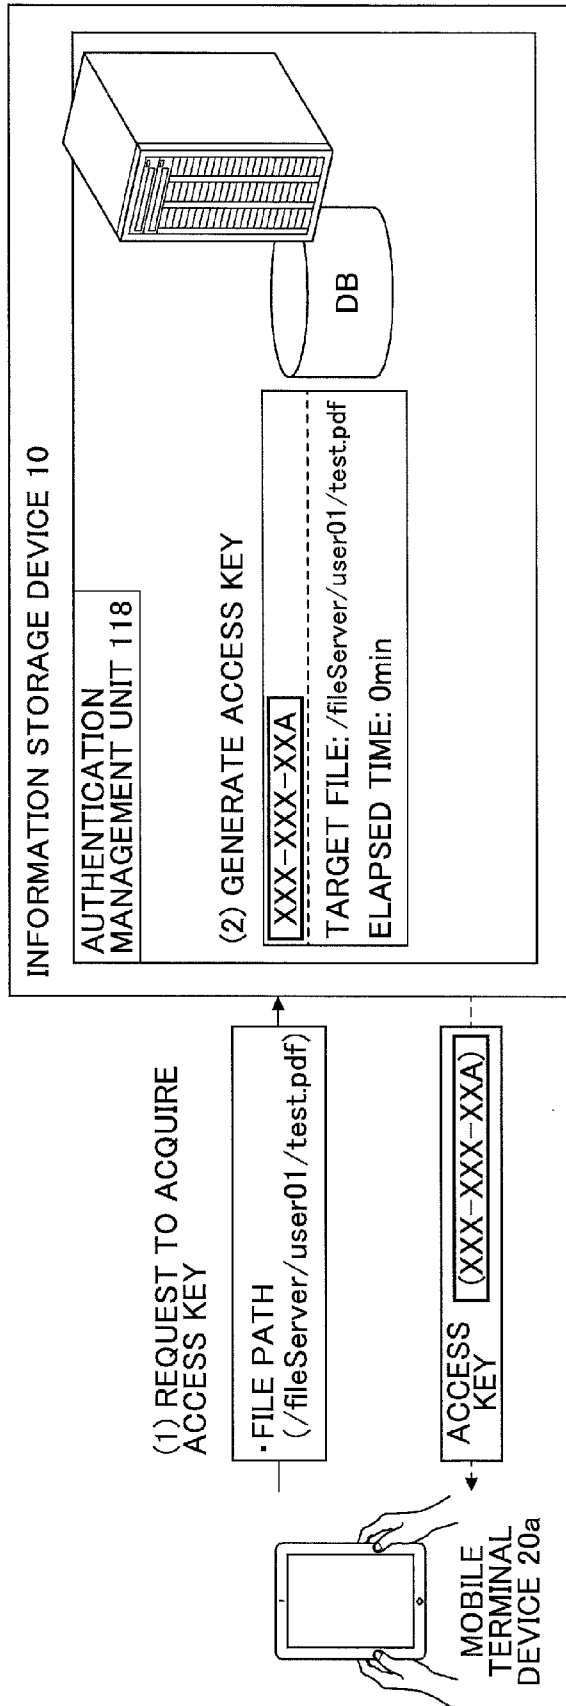 (1) REQUEST TO ACQUIRE
ACCESS KEY
・FILE PATH
(/fileServer/user01/test.pdf)
ACCESS
KEY
(XXX-XXX-XXA)
MOBILE
TERMINAL
DEVICE 20a
INFORMATION STORAGE DEVICE 10
AUTHENTICATION
MANAGEMENT UNIT 118
(2) GENERATE ACCESS KEY
XXX-XXX-XXA
TARGET FILE: /fileServer/user01/test.pdf
ELAPSED TIME: 0min
DB